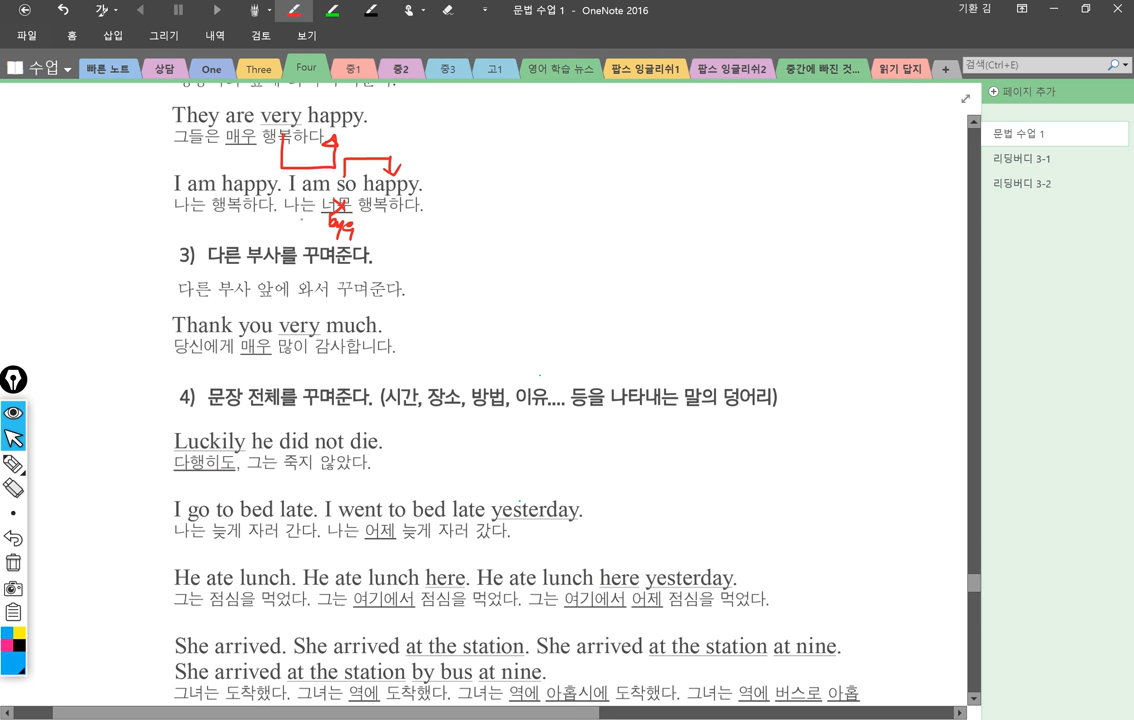 문법 수업 1 - OneNote 2016
기환 김
파일 홈 삽입 그리기 내역 검토 보기
수업 빠른 노트 상담 One Three Four 중1 중2 중3 고1 영어 학습 뉴스 팝스 잉글리쉬1 팝스 잉글리쉬2 중간에 빠진 것... 읽기 답지 + 검색(Ctrl+E)
페이지 추가
문법 수업 1
리딩버디 3-1
리딩버디 3-2
They are very happy.
그들은 매우 행복하다
I am happy. I am so happy.
나는 행복하다. 나는 너무 행복하다.
3) 다른 부사를 꾸며준다.
다른 부사 앞에 와서 꾸며준다.
Thank you very much.
당신에게 매우 많이 감사합니다.
4) 문장 전체를 꾸며준다. (시간, 장소, 방법, 이유.... 등을 나타내는 말의 덩어리)
Luckily he did not die.
다행히도, 그는 죽지 않았다.
I go to bed late. I went to bed late yesterday.
나는 늦게 자러 간다. 나는 어제 늦게 자러 갔다.
He ate lunch. He ate lunch here. He ate lunch here yesterday.
그는 점심을 먹었다. 그는 여기에서 점심을 먹었다. 그는 여기에서 어제 점심을 먹었다.
She arrived. She arrived at the station. She arrived at the station at nine.
She arrived at the station by bus at nine.
그녀는 도착했다. 그녀는 역에 도착했다. 그녀는 역에 아홉시에 도착했다. 그녀는 역에 버스로 아홉